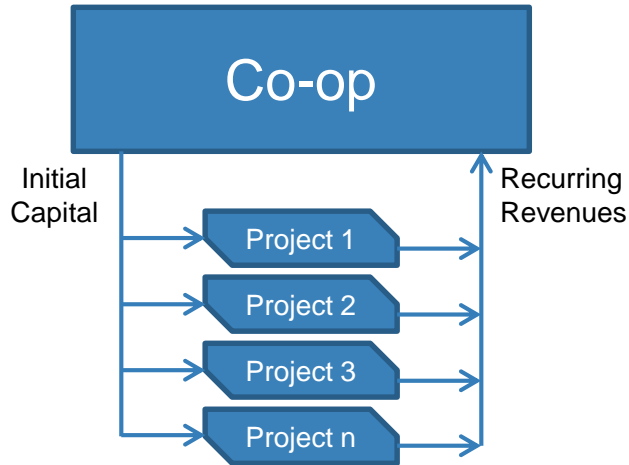 Co-op
Initial
Capital
Recurring
Revenues
Project 1
Project 2
Project 3
Project n